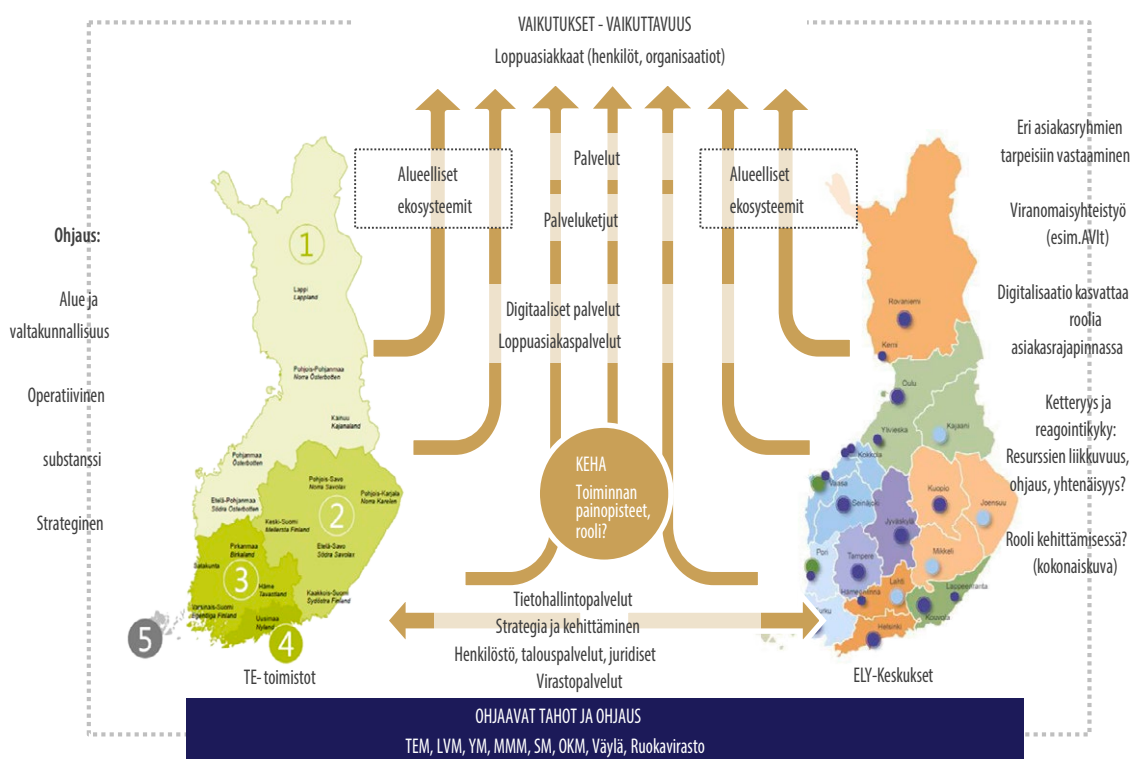 VAIKUTUKSET - VAIKUTTAVUUS
Loppuasiakkaat (henkilöt, organisaatiot)
Ohjaus:
Alue ja
valtakunnallisuus
Operatiivinen
substanssi
Strateginen
1
Lappi
Lappland
Pohjois-Pohjanmaa
Norra Österbotten
Kainuu
Kajanaland
Pohjanmaa
Österbotten
Etelä-Pohjanmaa
Södra Österbotten
Pohjois-Savo
Norra Savolax
Pohjois-Karjala
Norra Karelen
2
Keski-Suomi
Mellersta Finland
Etelä-Savo
Södra Savolax
Pirkanmaa
Birkaland
Satakunta
3
Häme
Tavastland
Kaakkois-Suomi
Sydöstra Finland
Varsinais-Suomi
Egentliga Finland
Uusimaa
Nyland
4
5
TE- toimistot
Alueelliset
ekosysteemit
Palvelut
Palveluketjut
Digitaaliset palvelut
Loppuasiakaspalvelut
KEHA
Toiminnan
painopisteet,
rooli?
Tietohallintopalvelut
Strategia ja kehittäminen
Henkilöstö, talouspalvelut, juridiset
Virastopalvelut
Alueelliset
ekosysteemit
Rovaniemi
Kemi
Oulu
Ylivieska
Kajaani
Kokkola
Vaasa
Seinäjoki
Kuopio
Joensuu
Jyväskylä
Pori
Tampere
Mikkeli
Lahti
Hämeenlinna
Lappeenranta
Kouvola
Helsinki
ELY-Keskukset
Eri asiakasryhmien
tarpeisiin vastaaminen
Viranomaisyhteistyö
(esim.AVIt)
Digitalisaatio kasvattaa
roolia
asiakasrajapinnassa
Ketteryys ja
reagointikyky:
Resurssien liikkuvuus,
ohjaus, yhtenäisyys?
Rooli kehittämisessä?
(kokonaiskuva)
OHJAAVAT TAHOT JA OHJAUS
TEM, LVM, YM, MMM, SM, OKM, Väylä, Ruokavirasto